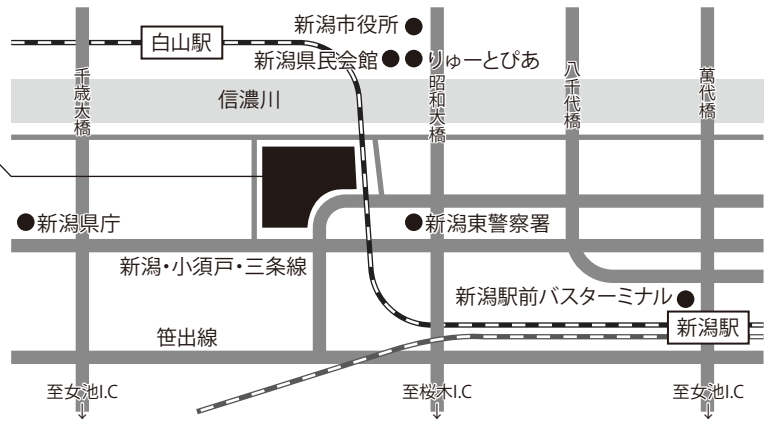 新潟市役所
白山駅
新潟県民会館
りゅーとぴあ
千歳大橋
信濃川
昭和大橋
八千代橋
萬代橋
新潟県庁
新潟東警察署
新潟・小須戸・三条線
新潟駅前バスターミナル
新潟駅
笹出線
至女池I.C
↓
至桜木I.C
↓
至女池I.C
↓